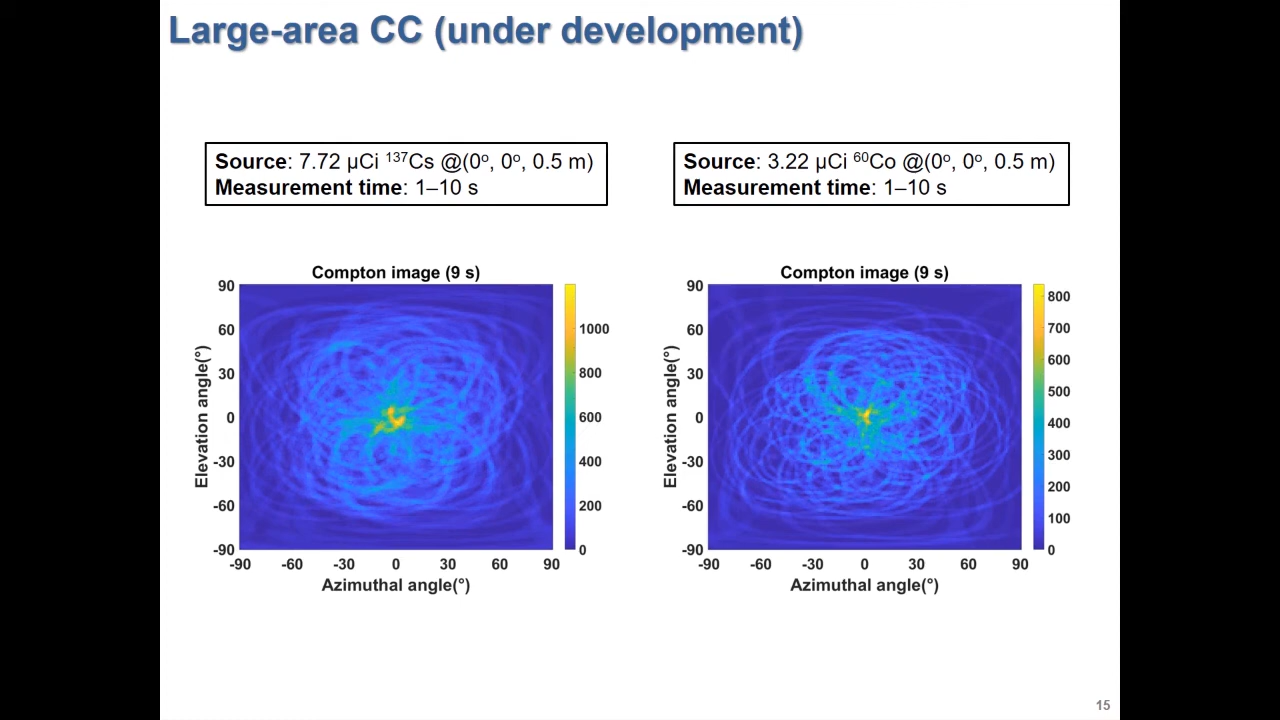 Large-area CC (under development)
Source: 7.72 μCi ¹³⁷Cs @(0º, 0º, 0.5 m)
Measurement time: 1–10 s
Source: 3.22 μCi ⁶⁰Co @(0º, 0º, 0.5 m)
Measurement time: 1–10 s
Compton image (9 s)
90
60
30
0
-30
-60
-90
Elevation angle(°)
-90 -60 -30 0 30 60 90
Azimuthal angle(°)
1000
800
600
400
200
0
Compton image (9 s)
90
60
30
0
-30
-60
-90
Elevation angle(°)
-90 -60 -30 0 30 60 90
Azimuthal angle(°)
800
700
600
500
400
300
200
100
0
15